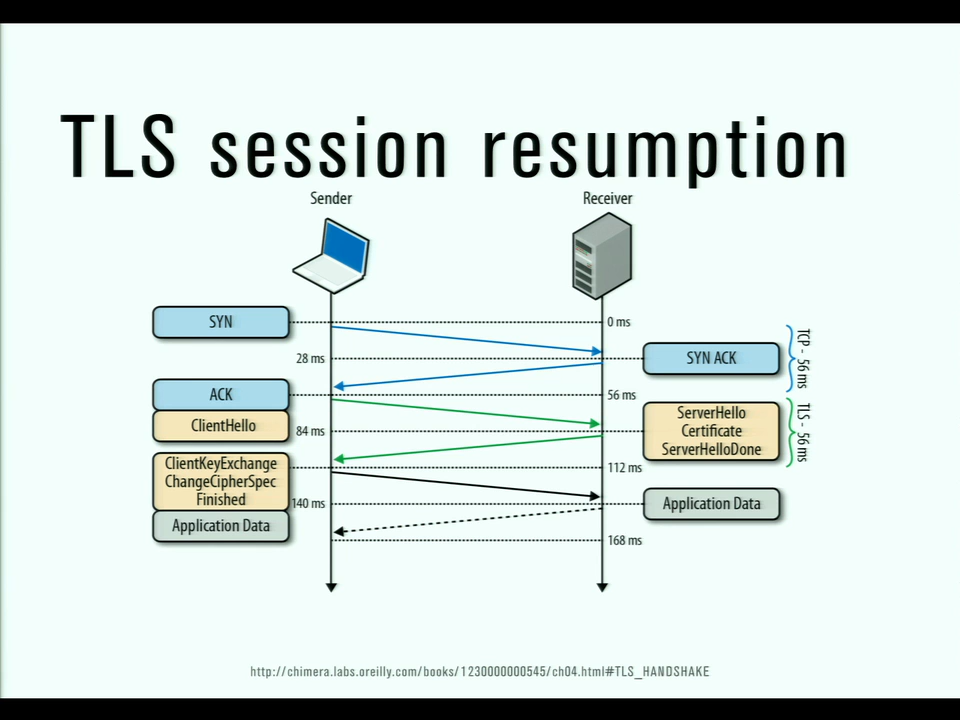 TLS session resumption
Sender
Receiver
SYN
0 ms
28 ms
SYN ACK
TCP - 56 ms
ACK
56 ms
ClientHello
84 ms
ServerHello
Certificate
ServerHelloDone
TLS - 56 ms
ClientKeyExchange
ChangeCipherSpec
Finished
112 ms
140 ms
Application Data
Application Data
168 ms
http://chimera.labs.oreilly.com/books/1230000000545/ch04.html#TLS_HANDSHAKE